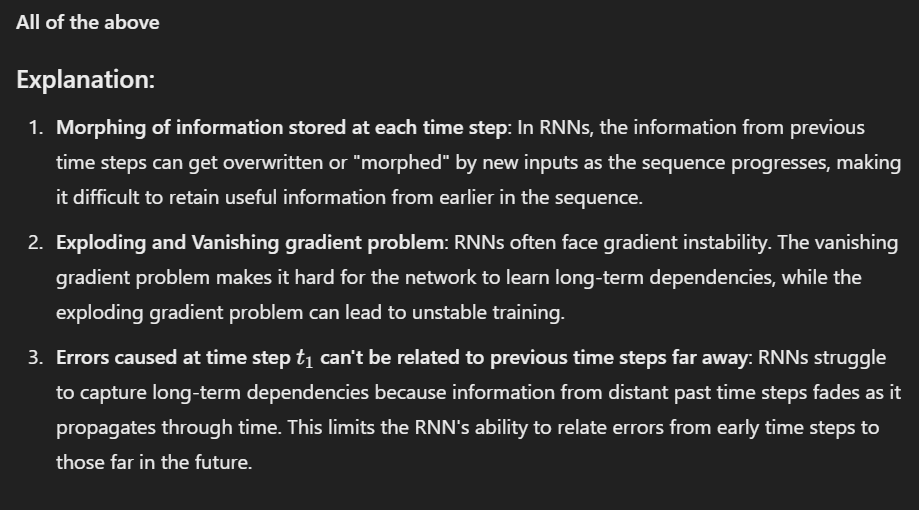 All of the above
Explanation:
1. Morphing of information stored at each time step: In RNNs, the information from previous
time steps can get overwritten or "morphed" by new inputs as the sequence progresses, making
it difficult to retain useful information from earlier in the sequence.
2. Exploding and Vanishing gradient problem: RNNs often face gradient instability. The vanishing
gradient problem makes it hard for the network to learn long-term dependencies, while the
exploding gradient problem can lead to unstable training.
3. Errors caused at time step t₁ can't be related to previous time steps far away: RNNs struggle
to capture long-term dependencies because information from distant past time steps fades as it
propagates through time. This limits the RNN's ability to relate errors from early time steps to
those far in the future.